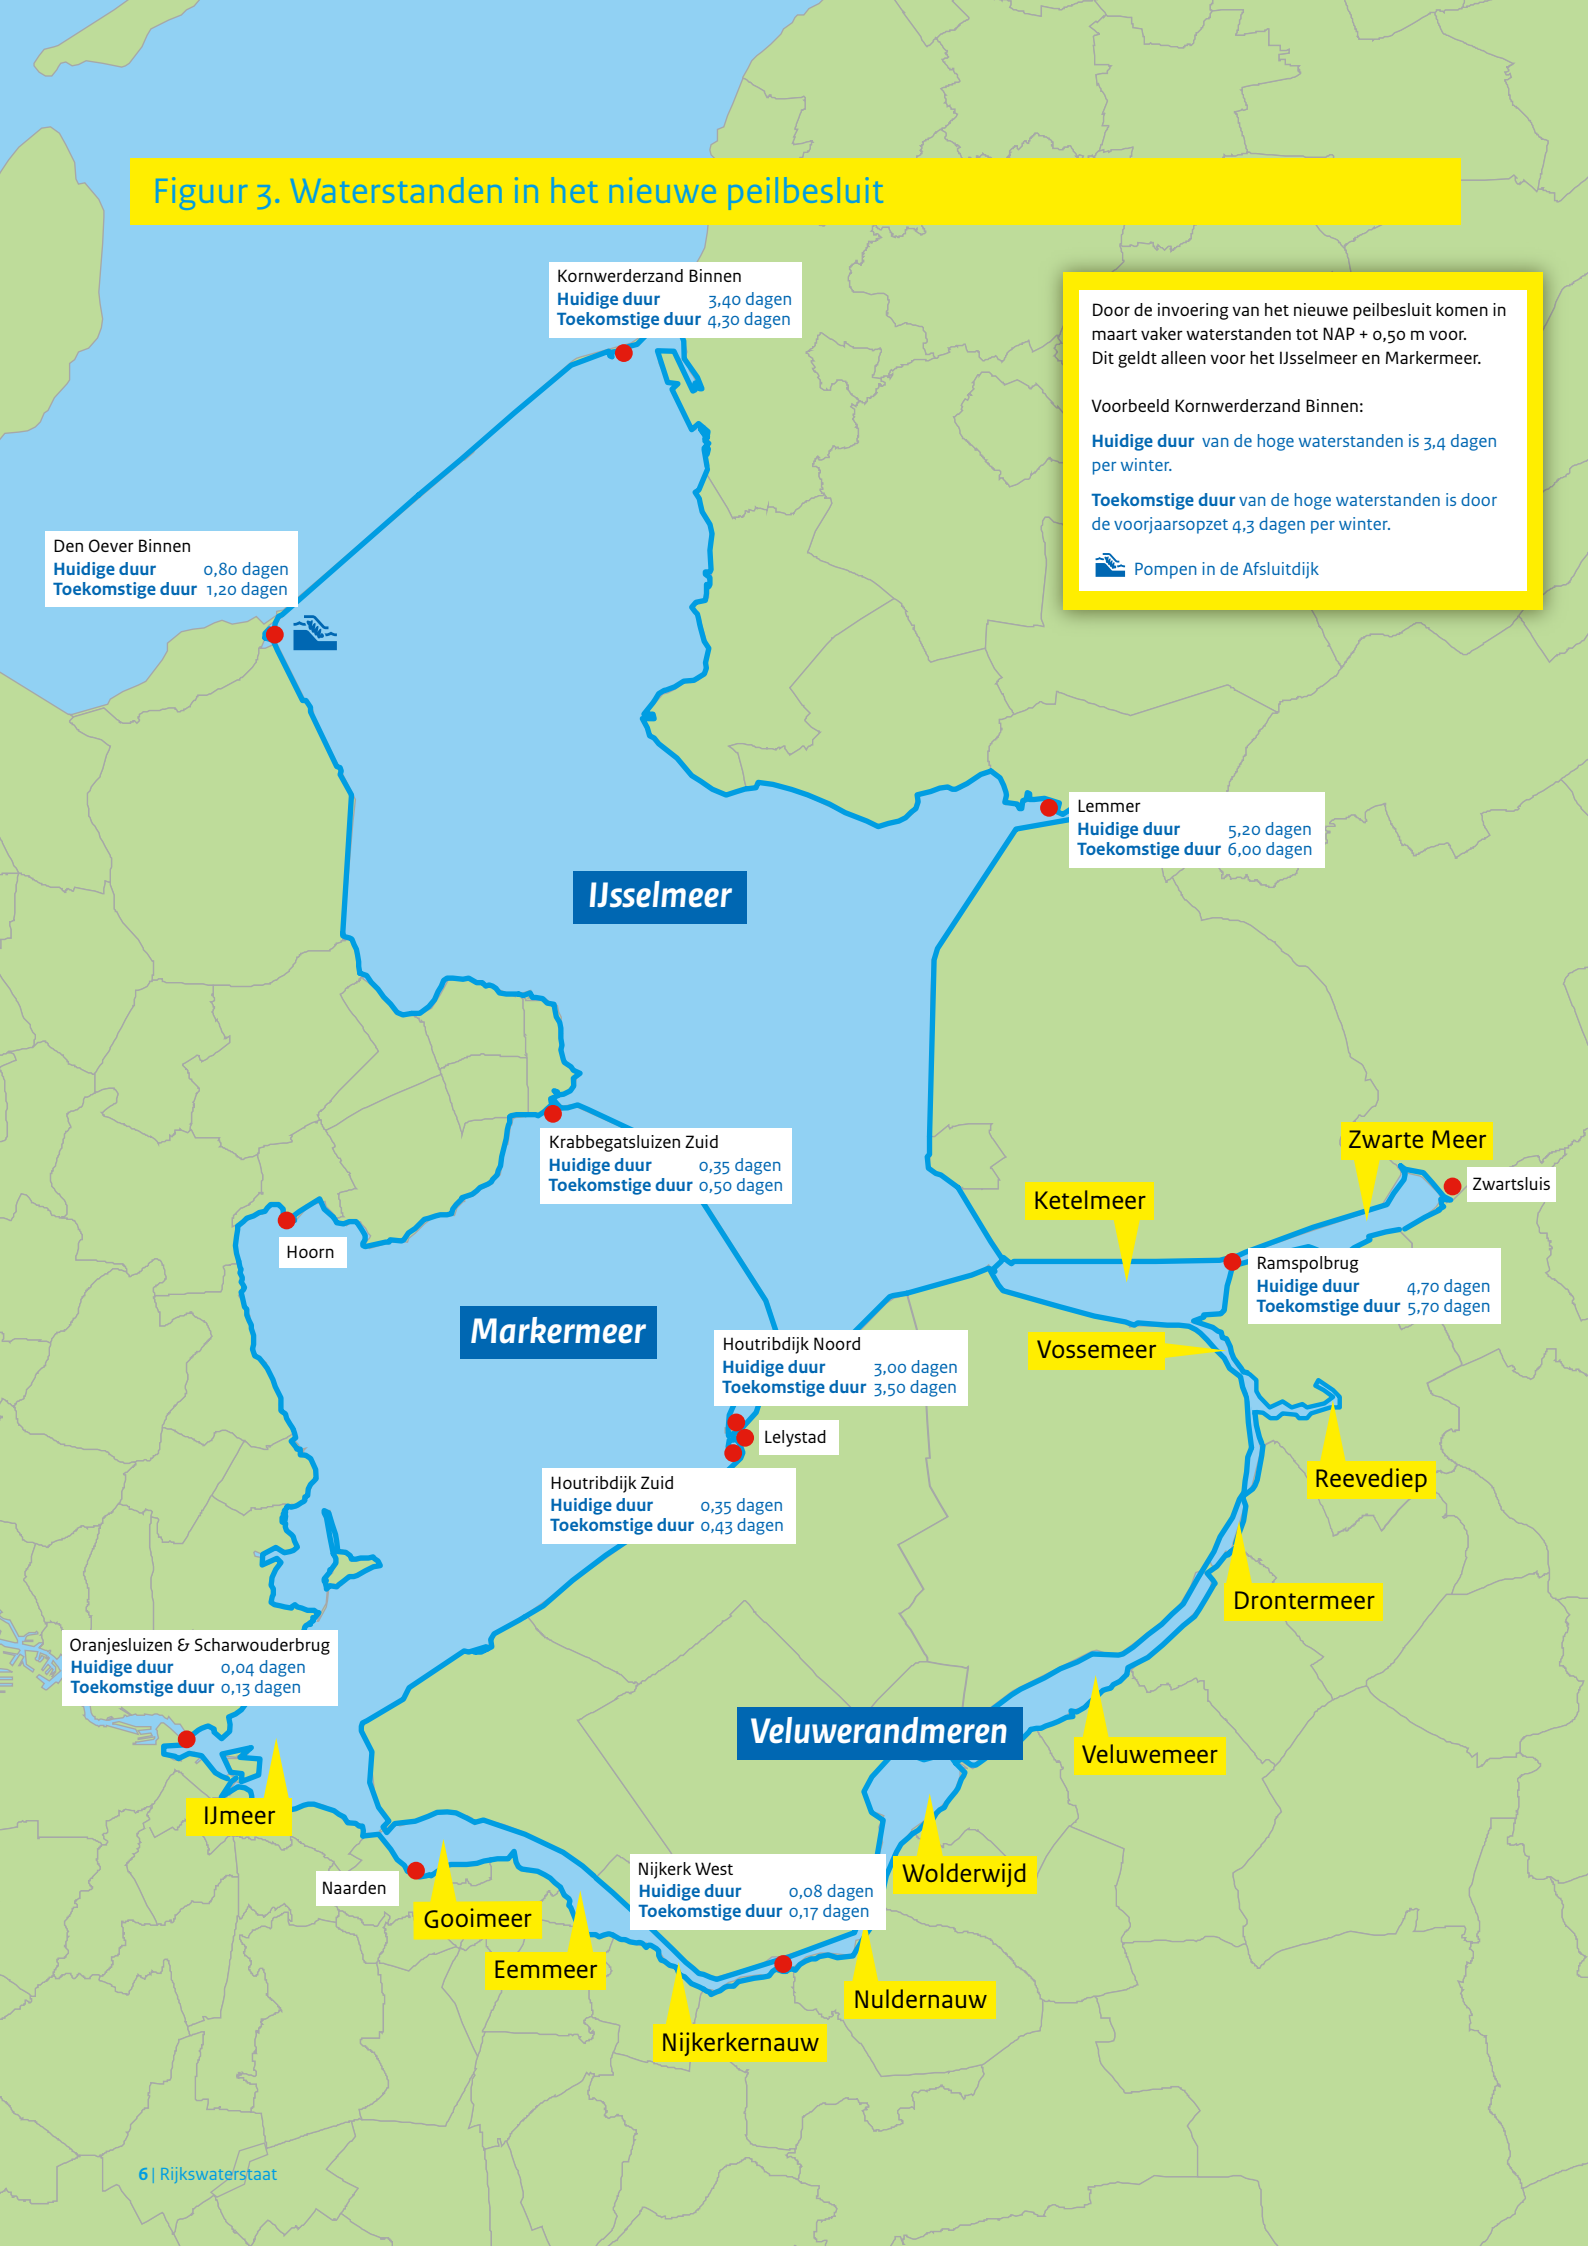 Figuur 3. Waterstanden in het nieuwe peilbesluit
Kornwerderzand Binnen
Huidige duur 3,40 dagen
Toekomstige duur 4,30 dagen
Door de invoering van het nieuwe peilbesluit komen in
maart vaker waterstanden tot NAP + 0,50 m voor.
Dit geldt alleen voor het IJsselmeer en Markermeer.
Voorbeeld Kornwerderzand Binnen:
Huidige duur van de hoge waterstanden is 3,4 dagen
per winter.
Toekomstige duur van de hoge waterstanden is door
de voorjaarsopzet 4,3 dagen per winter.
Pompen in de Afsluitdijk
Den Oever Binnen
Huidige duur 0,80 dagen
Toekomstige duur 1,20 dagen
Lemmer
Huidige duur 5,20 dagen
Toekomstige duur 6,00 dagen
IJsselmeer
Krabbegatsluizen Zuid
Huidige duur 0,35 dagen
Toekomstige duur 0,50 dagen
Zwarte Meer
Zwartsluis
Ketelmeer
Hoorn
Ramspolbrug
Huidige duur 4,70 dagen
Toekomstige duur 5,70 dagen
Markermeer
Houtribdijk Noord
Huidige duur 3,00 dagen
Toekomstige duur 3,50 dagen
Vossemeer
Lelystad
Reevediep
Houtribdijk Zuid
Huidige duur 0,35 dagen
Toekomstige duur 0,43 dagen
Drontermeer
Oranjesluizen & Scharwouderbrug
Huidige duur 0,04 dagen
Toekomstige duur 0,13 dagen
Veluwerandmeren
Veluwemeer
IJmeer
Nijkerk West
Huidige duur 0,08 dagen
Toekomstige duur 0,17 dagen
Wolderwijd
Naarden
Gooimeer
Eemmeer
Nuldernauw
Nijkerkernauw
6 | Rijkswaterstaat